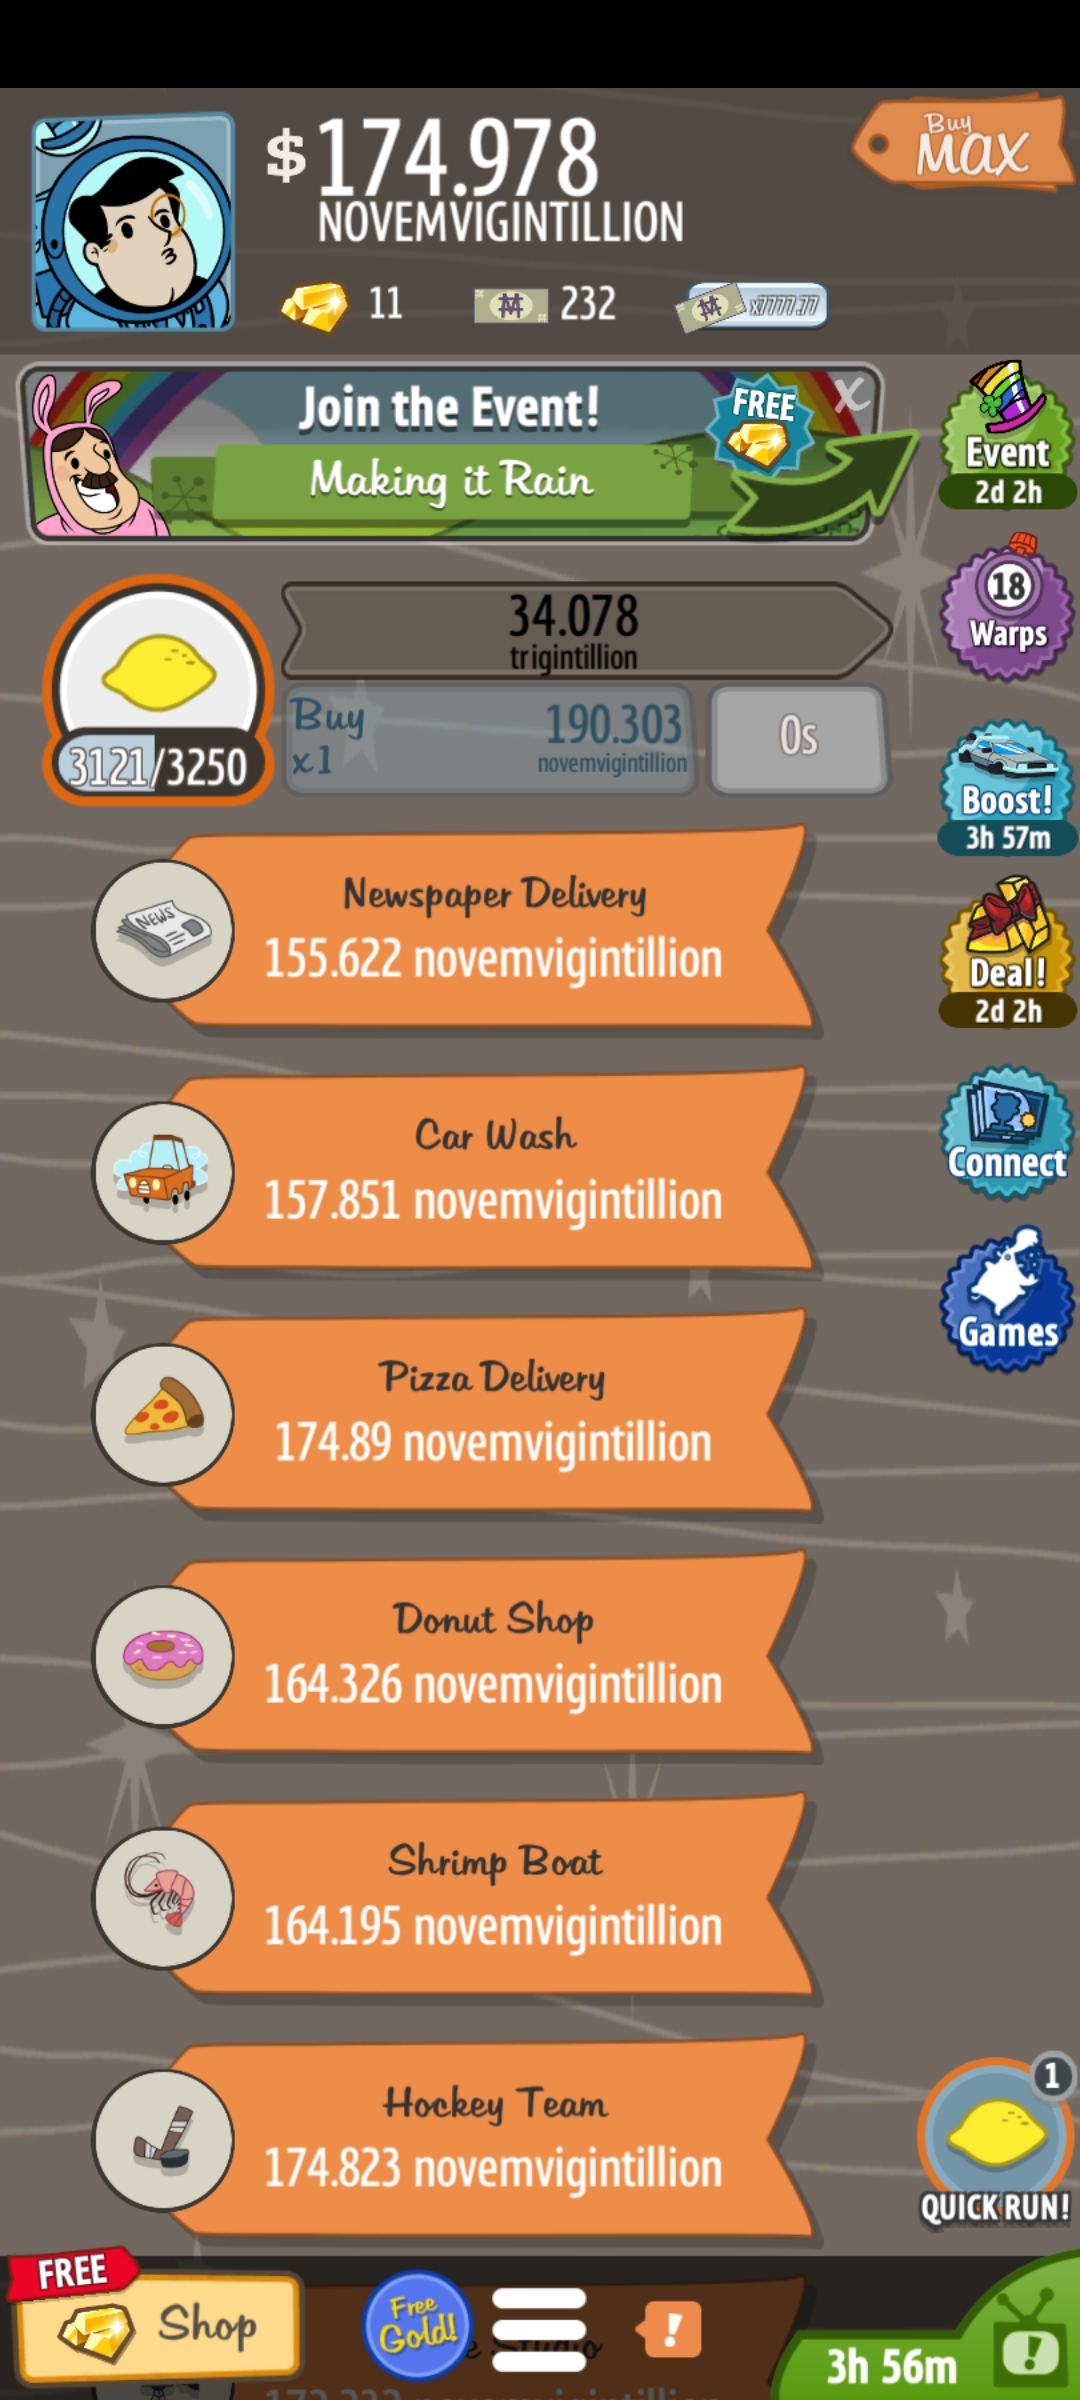 $174.978
NOVEMVIGINTILLION
Buy
MAX
11
232
x7777.77
Join the Event!
Making it Rain
FREE
X
Event
2d 2h
34.078
trigintillion
18
Warps
Buy
x1
190.303
novemvigintillion
0s
3121/3250
Boost!
3h 57m
Newspaper Delivery
155.622 novemvigintillion
NEWS
Deal!
2d 2h
Car Wash
157.851 novemvigintillion
Connect
Games
Pizza Delivery
174.89 novemvigintillion
Donut Shop
164.326 novemvigintillion
Shrimp Boat
164.195 novemvigintillion
Hockey Team
174.823 novemvigintillion
1
QUICK RUN!
FREE
Shop
Free
Gold!
!
3h 56m
!